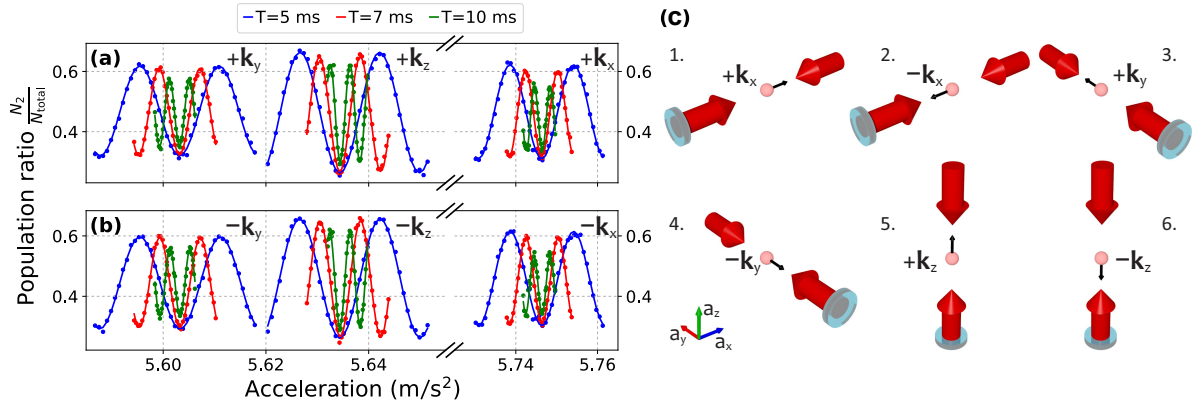 T=5 ms T=7 ms T=10 ms
(a) +k_y +k_z +k_x
0.6 0.6
0.4 0.4
(b) −k_y −k_z −k_x
0.6 0.6
0.4 0.4
5.60 5.62 5.64 5.74 5.76
Population ratio N₂/N_total
Acceleration (m/s²)
(c)
1. 2. 3.
+k_x −k_x +k_y
4. 5. 6.
−k_y +k_z −k_z
a_z
a_y a_x